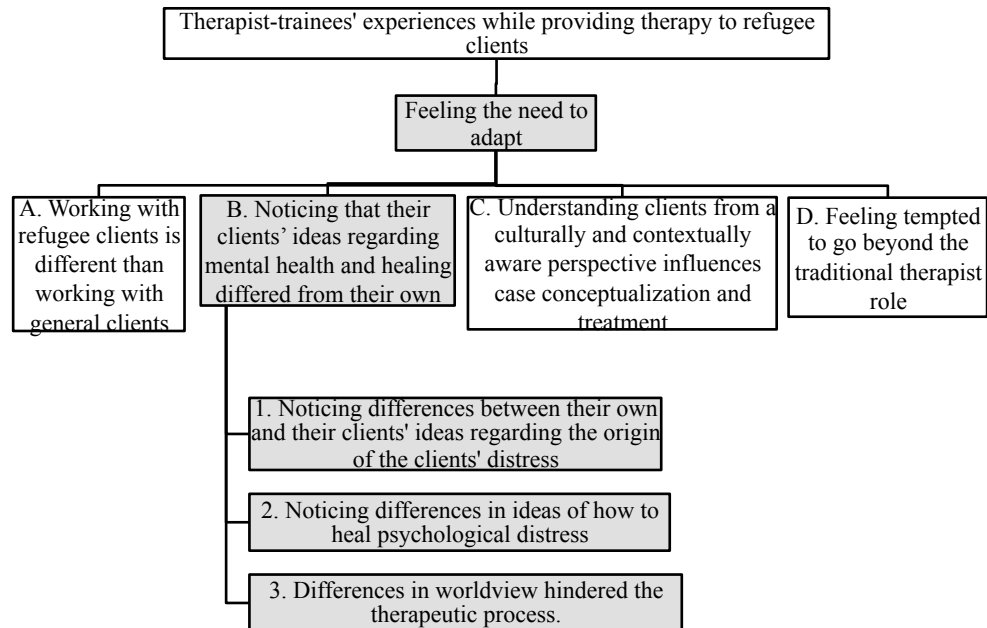 Therapist-trainees' experiences while providing therapy to refugee
clients
Feeling the need to
adapt
A. Working with
refugee clients is
different than
working with
general clients
B. Noticing that their
clients’ ideas regarding
mental health and healing
differed from their own
C. Understanding clients from a
culturally and contextually
aware perspective influences
case conceptualization and
treatment
D. Feeling tempted
to go beyond the
traditional therapist
role
1. Noticing differences between their own
and their clients' ideas regarding the origin
of the clients' distress
2. Noticing differences in ideas of how to
heal psychological distress
3. Differences in worldview hindered the
therapeutic process.